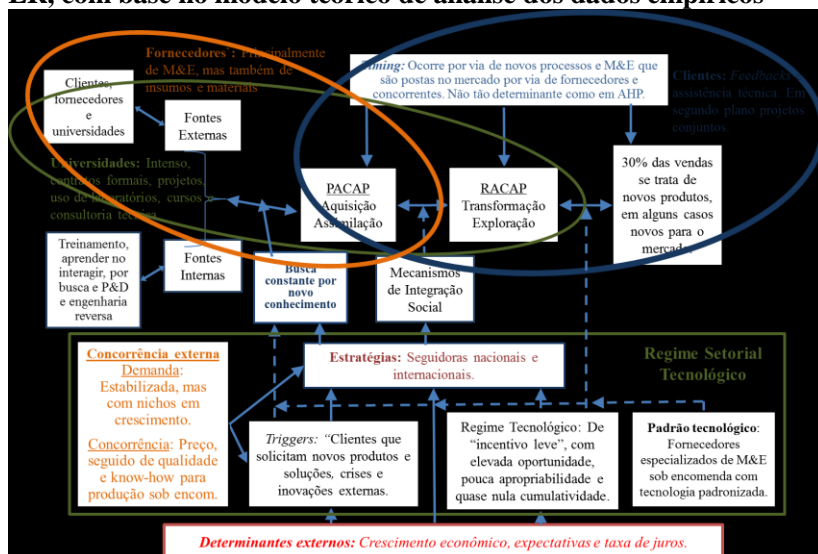 ER, com base no modelo teórico de análise dos dados empíricos
Fornecedores : Principalmente
de M&E, mas também de
insumos e materiais
Timing: Ocorre por via de novos processos e M&E que
são postas no mercado por via de fornecedores e
concorrentes. Não tão determinante como em AHP.
Clientes: Feedbacks
assistência técnica. Em
segundo plano projetos
conjuntos.
Clientes,
fornecedores
e
universidades
Fontes
Externas
Universidades: Intenso,
contratos formais, projetos,
uso de laboratórios, cursos e
consultoria técnica
PACAP
Aquisição
Assimilação
RACAP
Transformação
Exploração
30% das vendas
se trata de
novos produtos,
em alguns casos
novos para o
mercado.
Treinamento,
aprender no
interagir, por
busca e P&D
e engenharia
reversa
Fontes
Internas
Busca
constante por
novo
conhecimento
Mecanismos
de Integração
Social
Concorrência externa
Demanda:
Estabilizada, mas
com nichos em
crescimento.
Concorrência: Preço,
seguido de qualidade
e know-how para
produção sob encom.
Estratégias: Seguidoras nacionais e
internacionais.
Regime Setorial
Tecnológico
Triggers: “Clientes que
solicitam novos produtos e
soluções, crises e
inovações externas.
Regime Tecnológico: De
“incentivo leve”, com
elevada oportunidade,
pouca apropriabilidade e
quase nula cumulatividade.
Padrão tecnológico:
Fornecedores
especializados de M&E
sob encomenda com
tecnologia padronizada.
Determinantes externos: Crescimento econômico, expectativas e taxa de juros.